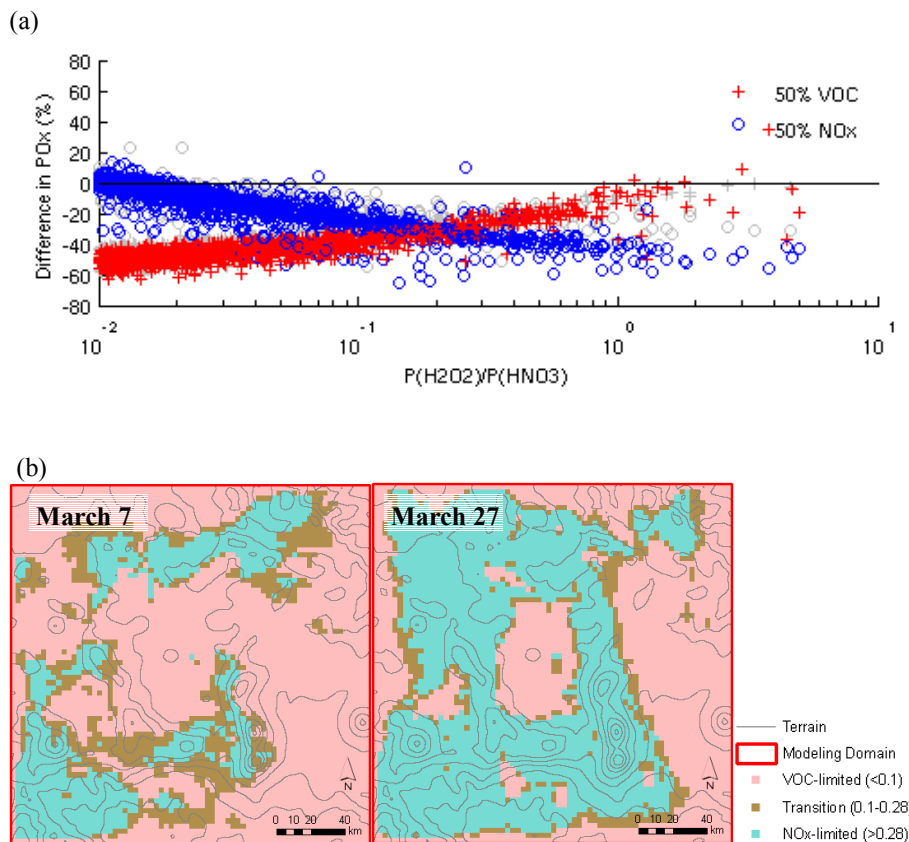 (a)
80
60
40
20
0
-20
-40
-60
-80
Difference in POx (%)
50% VOC
50% NOx
10 -2
10 -1
10 0
10 1
P(H2O2)/P(HNO3)
(b)
March 7
March 27
N
0 10 20 40
km
N
0 10 20 40
km
Terrain
Modeling Domain
VOC-limited (<0.1)
Transition (0.1-0.28
NOx-limited (>0.28)